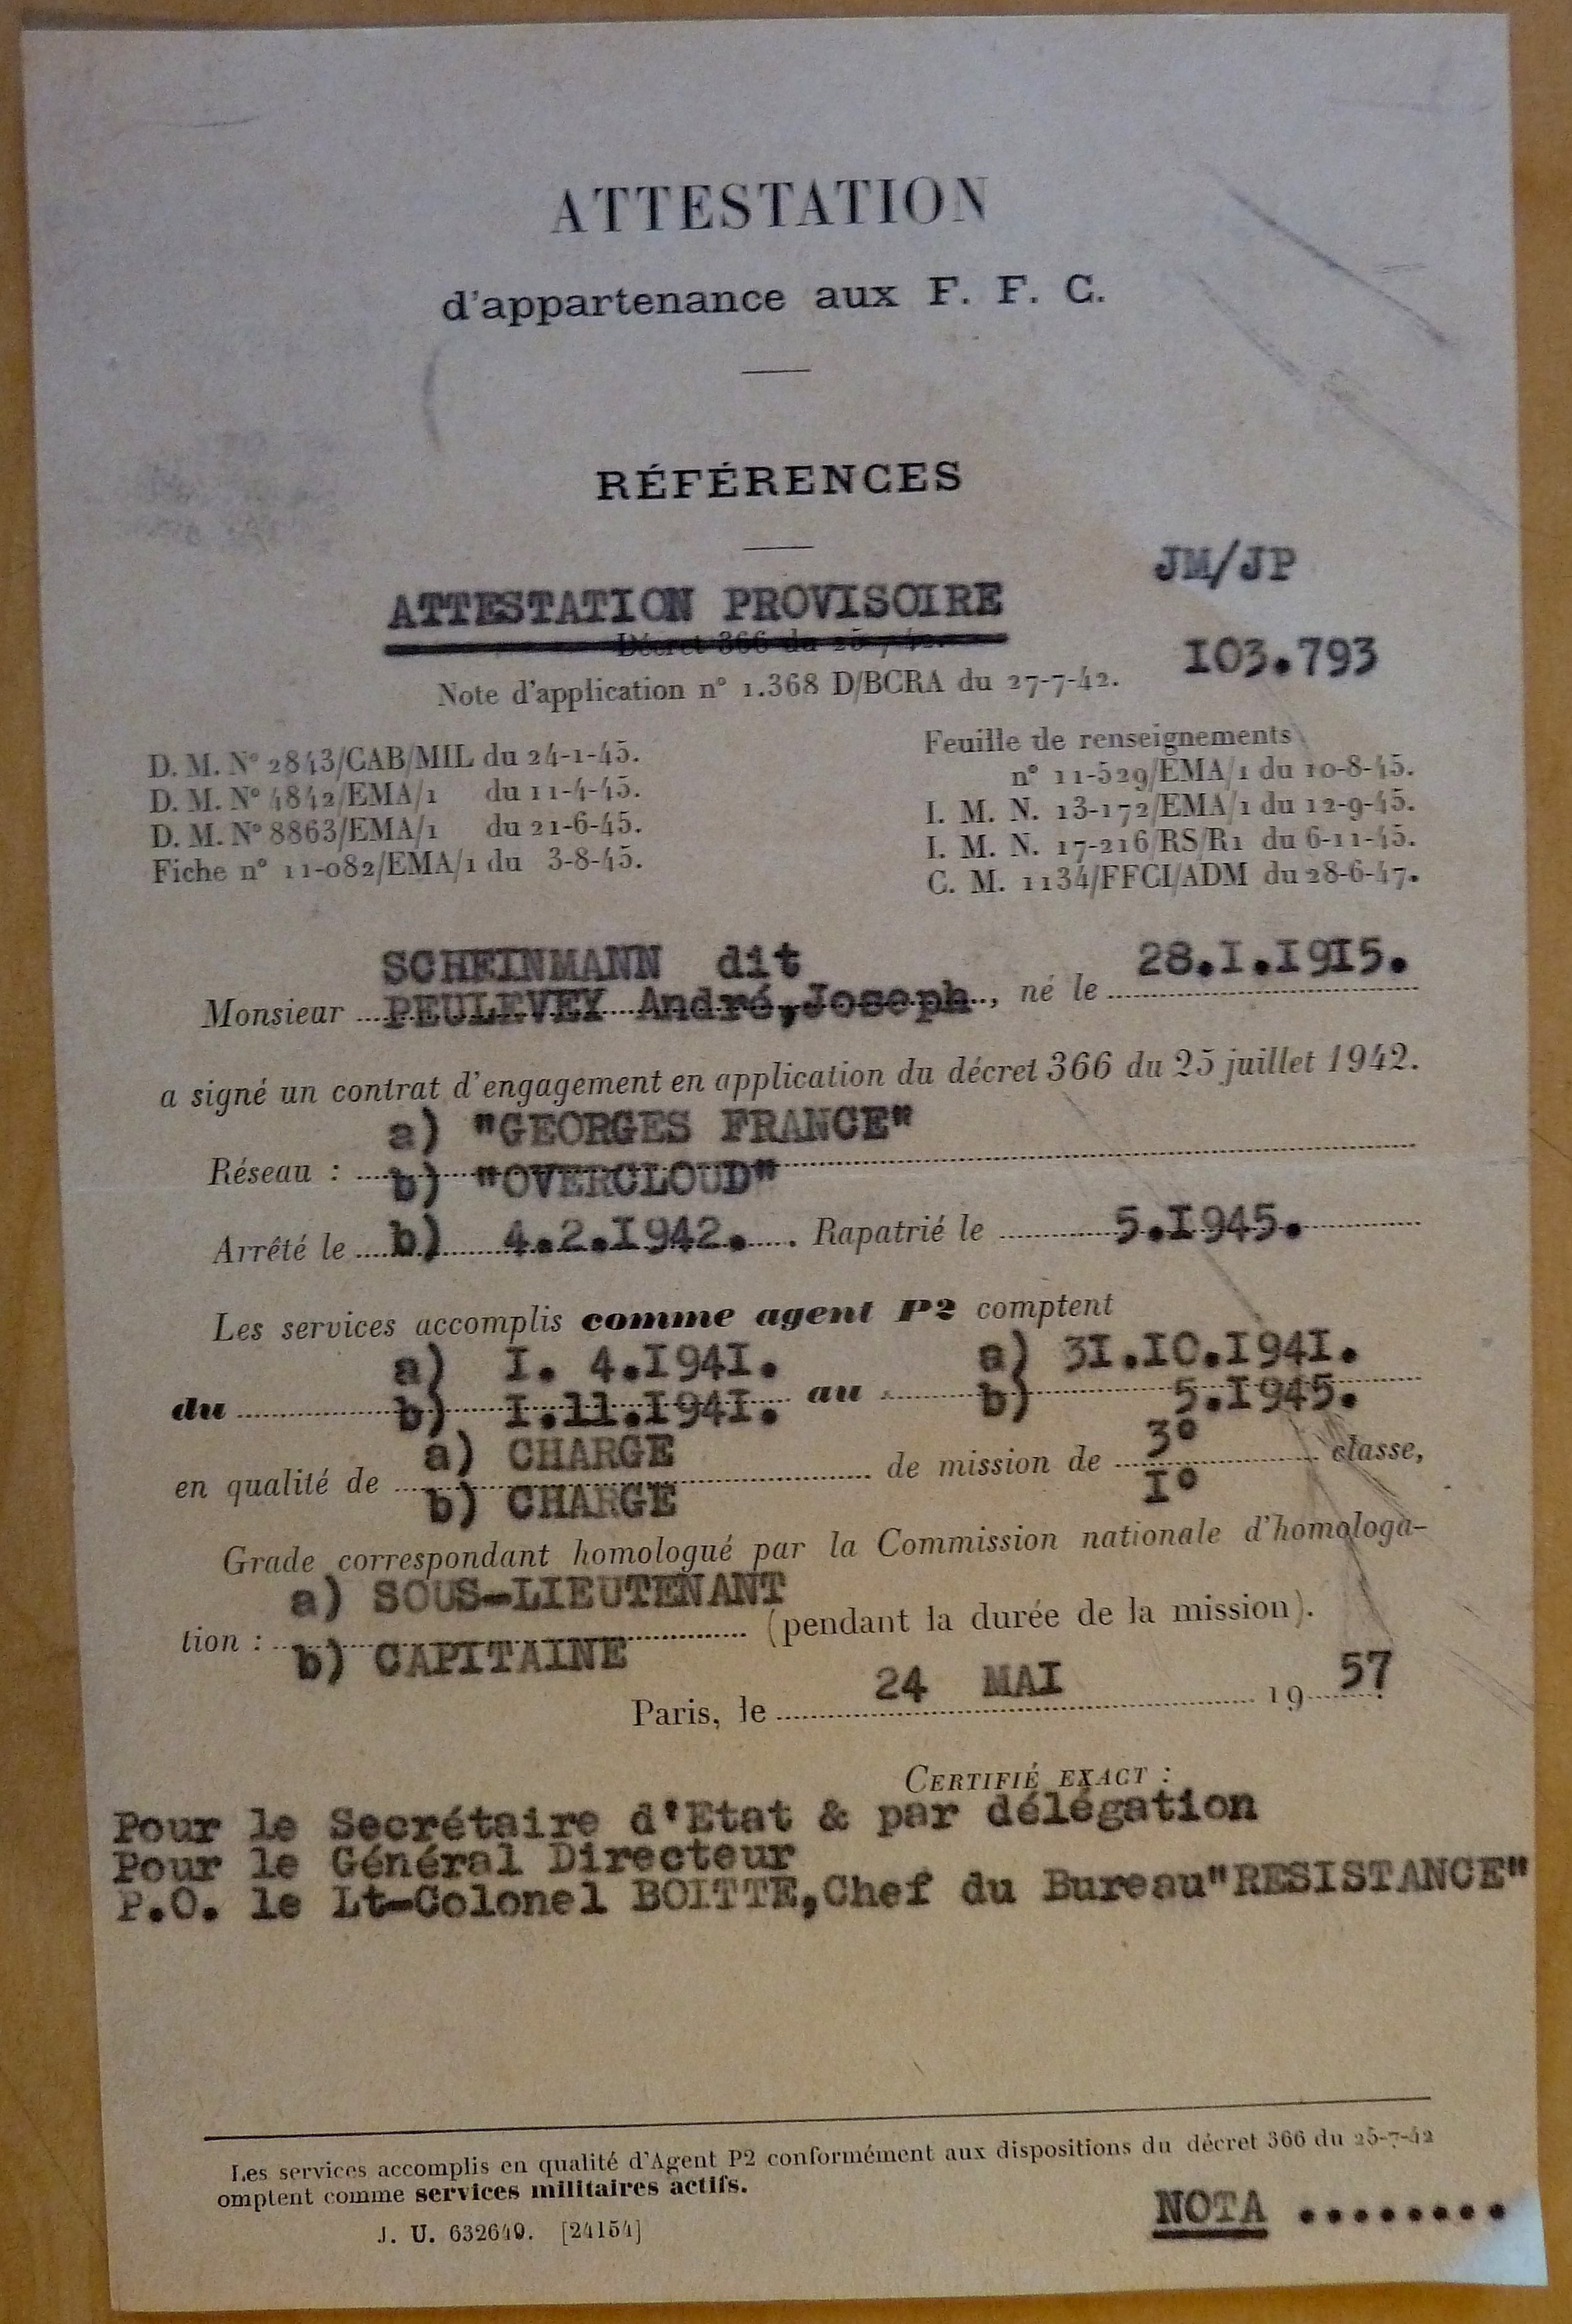 ATTESTATION
d'appartenance aux F. F. C.
RÉFÉRENCES
JM/JP
ATTESTATION PROVISOIRE
Décret 366 du 25-7-42.
103.793
Note d'application n° 1.368 D/BCRA du 27-7-42.
D. M. N° 2843/CAB/MIL du 24-1-45.
D. M. N° 4842/EMA/1 du 11-4-45.
D. M. N° 8863/EMA/1 du 21-6-45.
Fiche n° 11-082/EMA/1 du 3-8-45.
Feuille de renseignements
n° 11-529/EMA/1 du 10-8-45.
I. M. N. 13-172/EMA/1 du 12-9-45.
I. M. N. 17-216/RS/R1 du 6-11-45.
C. M. 1134/FFCI/ADM du 28-6-47.
SCHEINMANN dit
Monsieur PEULEVEY André,Joseph, né le 28.I.I9I5.
a signé un contrat d'engagement en application du décret 366 du 25 juillet 1942.
a) "GEORGES FRANCE"
Réseau : b) "OVERCLOUD"
Arrêté le b) 4.2.I942. Rapatrié le 5.I945.
Les services accomplis comme agent P2 comptent
a) I. 4.I94I. a) 3I.IO.I94I.
du b) I.11.I94I. au b) 5.I945.
a) CHARGE 3°
en qualité de de mission de classe,
b) CHARGE I°
Grade correspondant homologué par la Commission nationale d'homologa-
a) SOUS-LIEUTENANT
tion : (pendant la durée de la mission).
b) CAPITAINE
Paris, le 24 MAI 19 57
CERTIFIÉ EXACT :
Pour le Secrétaire d'Etat & par délégation
Pour le Général Directeur
P.O. le Lt-Colonel BOITTE,Chef du Bureau"RESISTANCE"
Les services accomplis en qualité d'Agent P2 conformément aux dispositions du décret 366 du 25-7-42
omptent comme services militaires actifs.
J. U. 632640. [24154]
NOTA ........